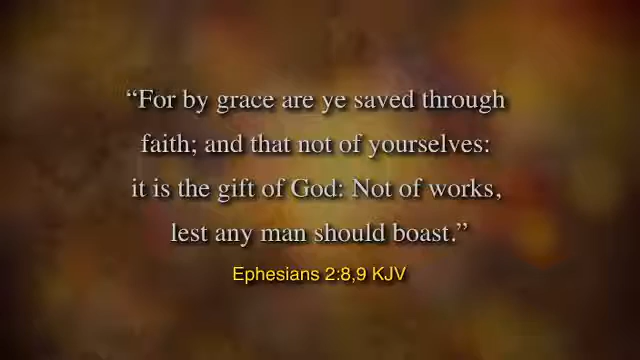 “For by grace are ye saved through
faith; and that not of yourselves:
it is the gift of God: Not of works,
lest any man should boast.”
Ephesians 2:8,9 KJV